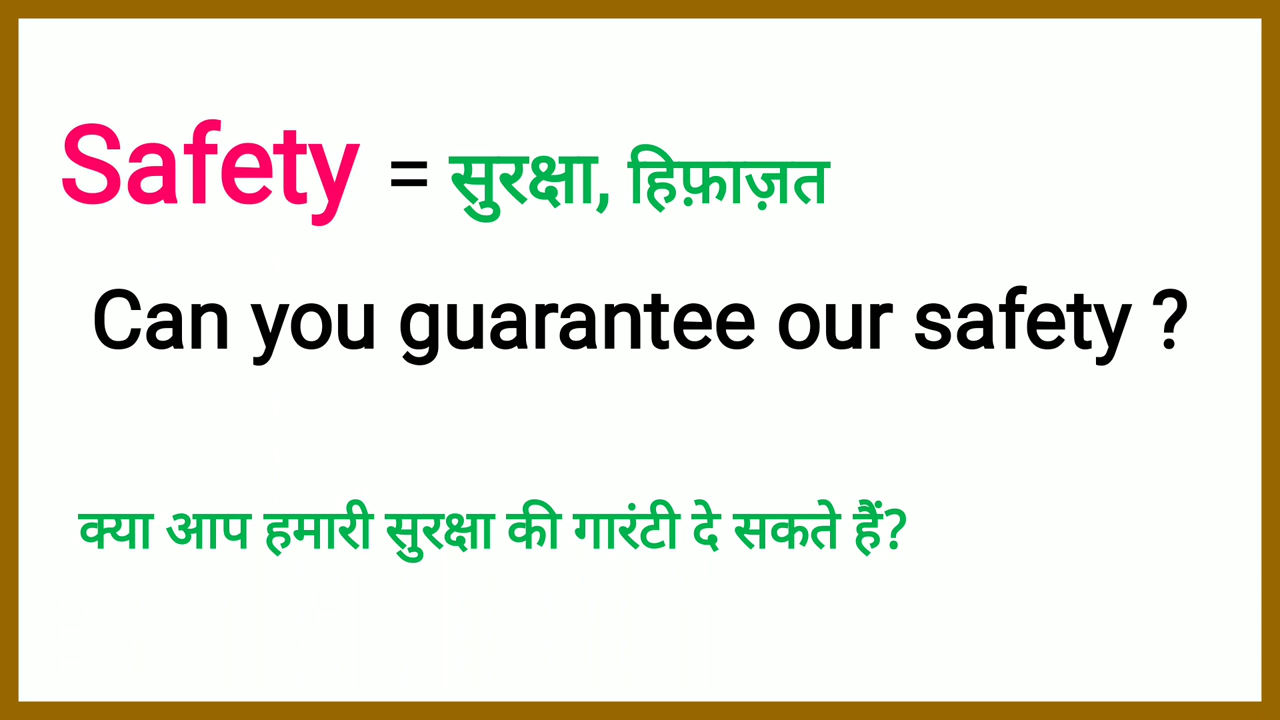 Safety = सुरक्षा, हिफ़ाज़त
Can you guarantee our safety ?
क्या आप हमारी सुरक्षा की गारंटी दे सकते हैं?